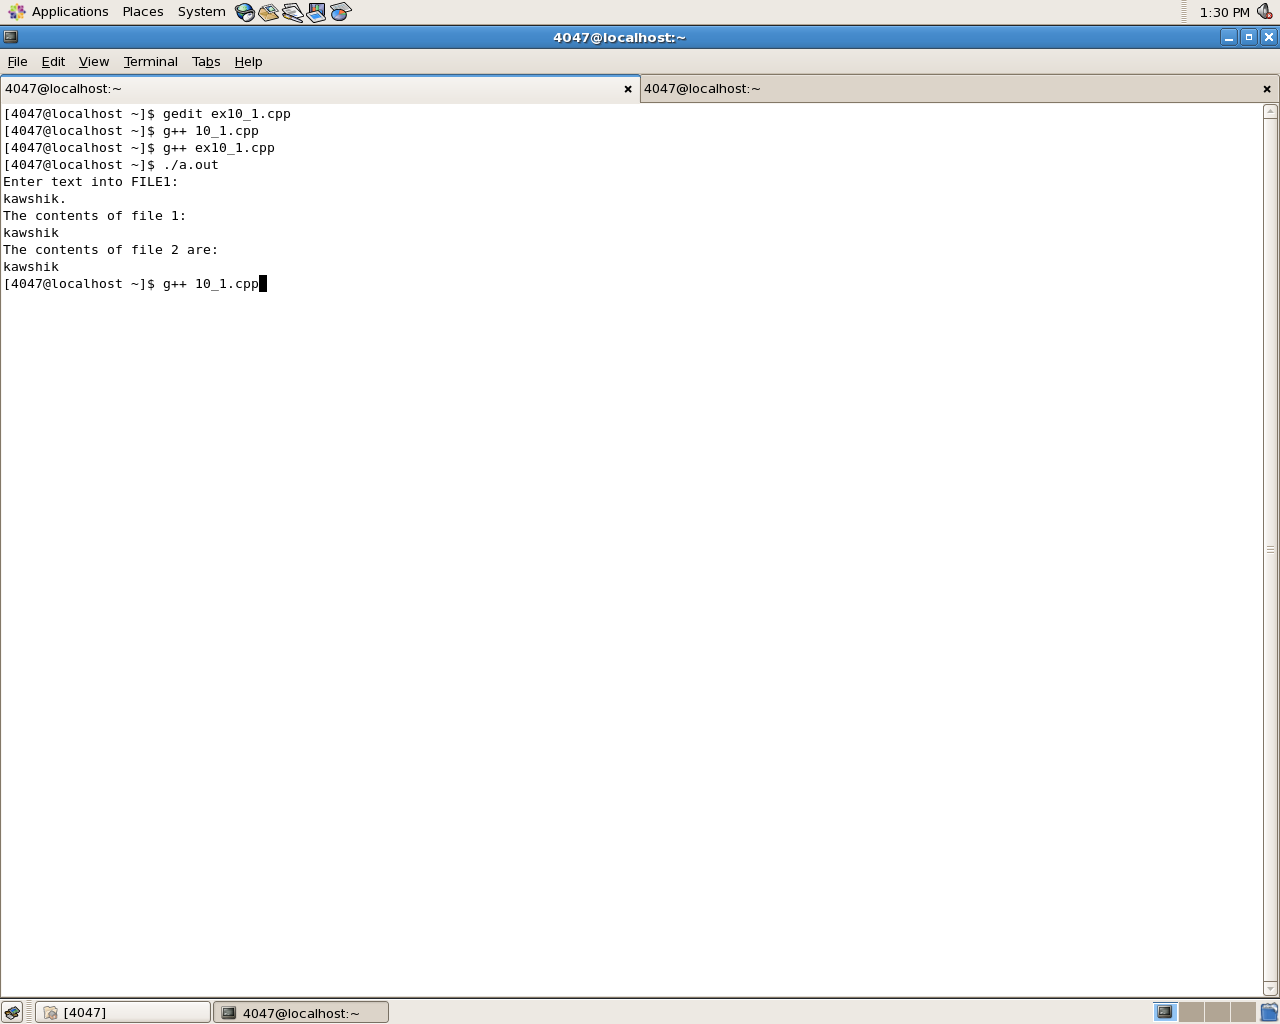 Applications Places System 1:30 PM
4047@localhost:~
File Edit View Terminal Tabs Help
4047@localhost:~ 4047@localhost:~
[4047@localhost ~]$ gedit ex10_1.cpp
[4047@localhost ~]$ g++ 10_1.cpp
[4047@localhost ~]$ g++ ex10_1.cpp
[4047@localhost ~]$ ./a.out
Enter text into FILE1:
kawshik.
The contents of file 1:
kawshik
The contents of file 2 are:
kawshik
[4047@localhost ~]$ g++ 10_1.cpp
[4047] 4047@localhost:~